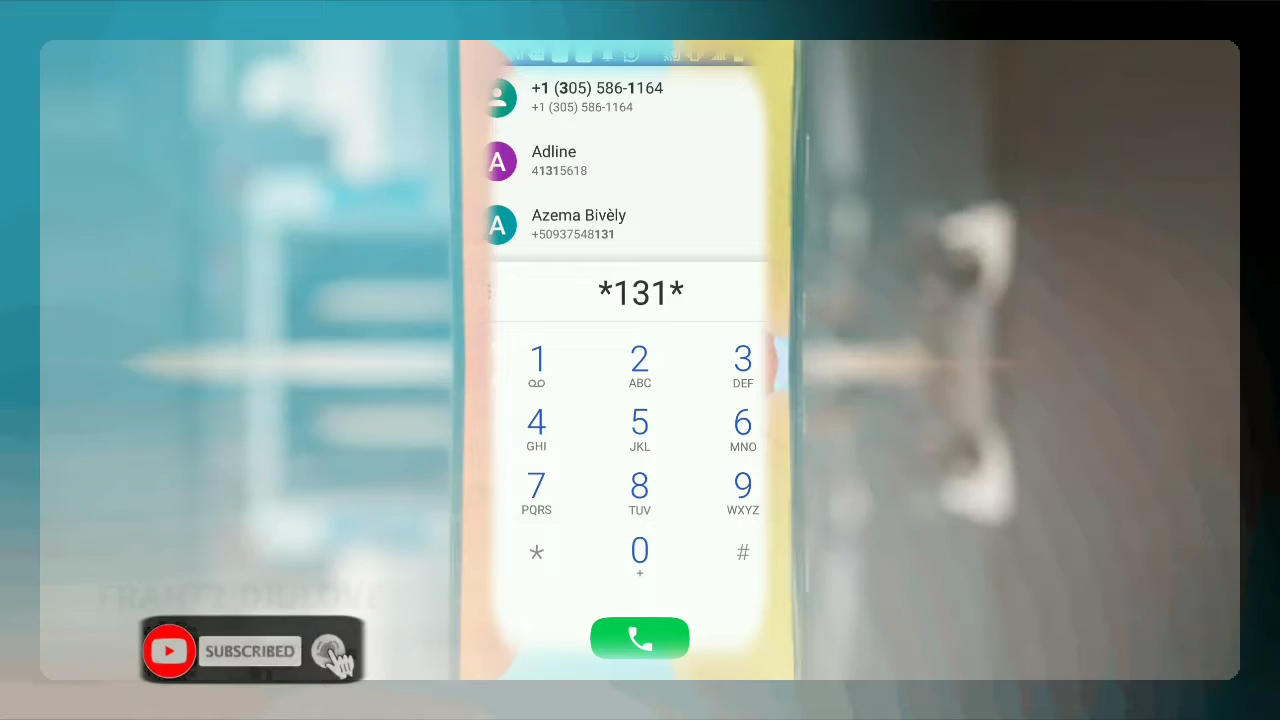 +1 (305) 586-1164
+1 (305) 586-1164
A
Adline
41315618
A
Azema Bivèly
+50937548131
*131*
1
2
ABC
3
DEF
4
GHI
5
JKL
6
MNO
7
PQRS
8
TUV
9
WXYZ
*
0
+
#
SUBSCRIBED